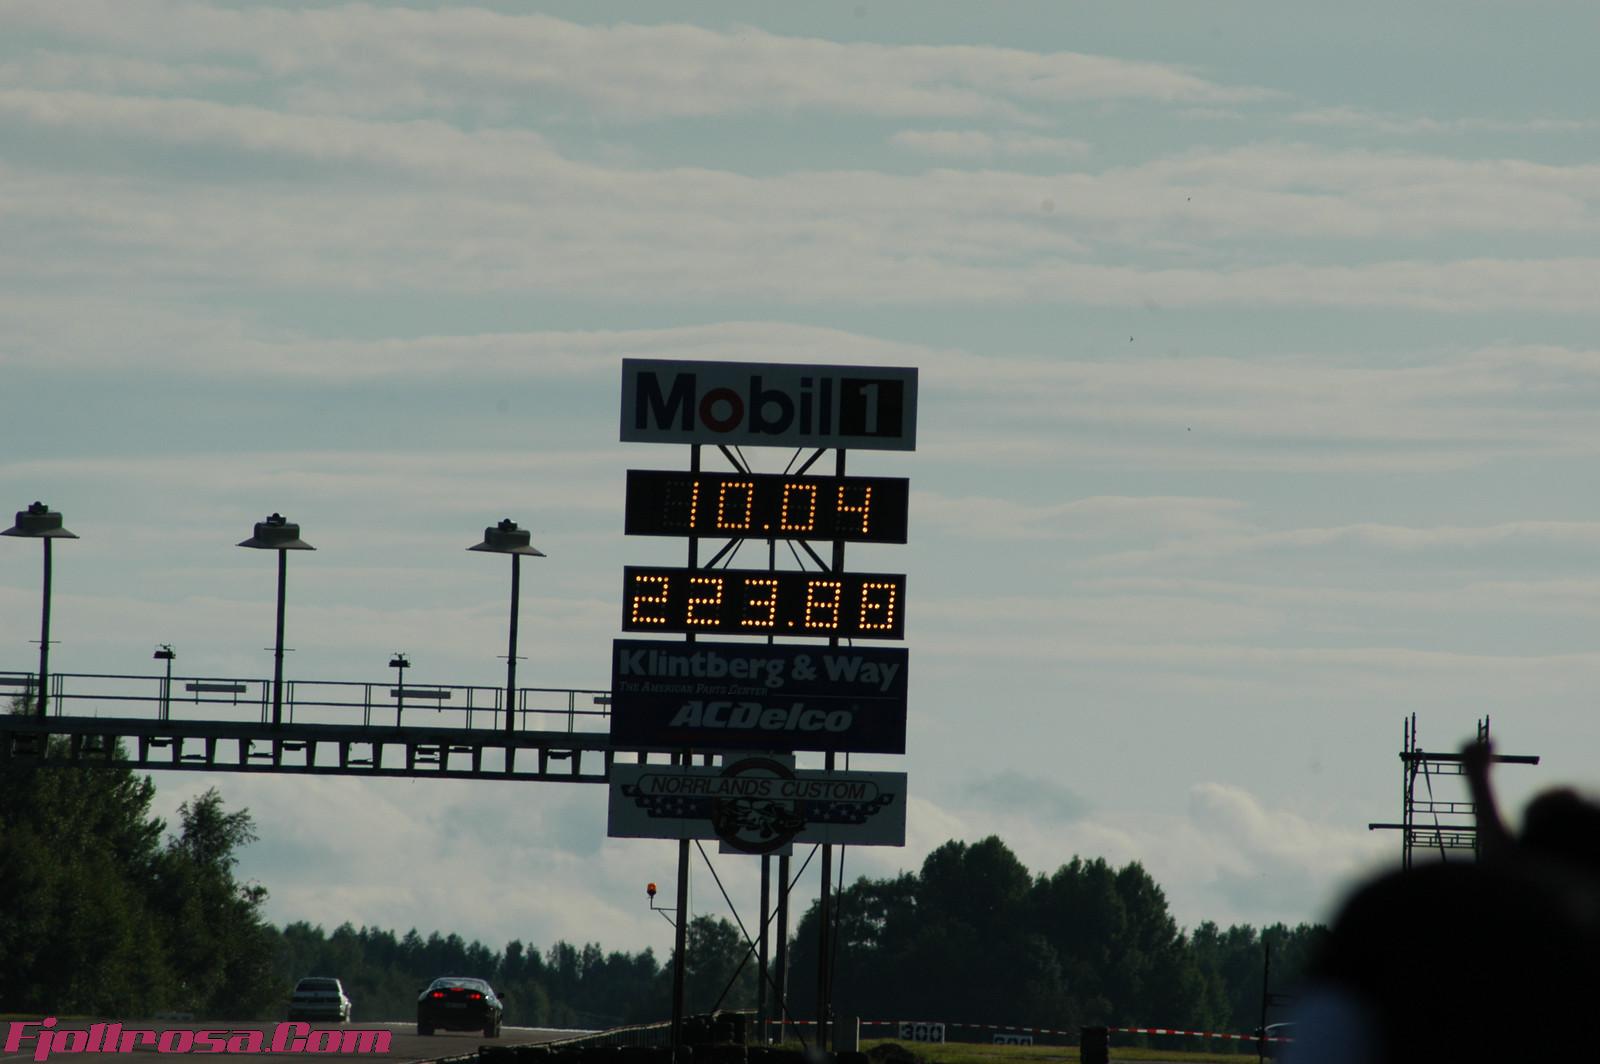 Mobil 1
10.04
223.88
Klintberg & Way
THE AMERICAN PARTS CENTER
ACDelco
NORRLANDS CUSTOM
300
Fjollrosa.Com